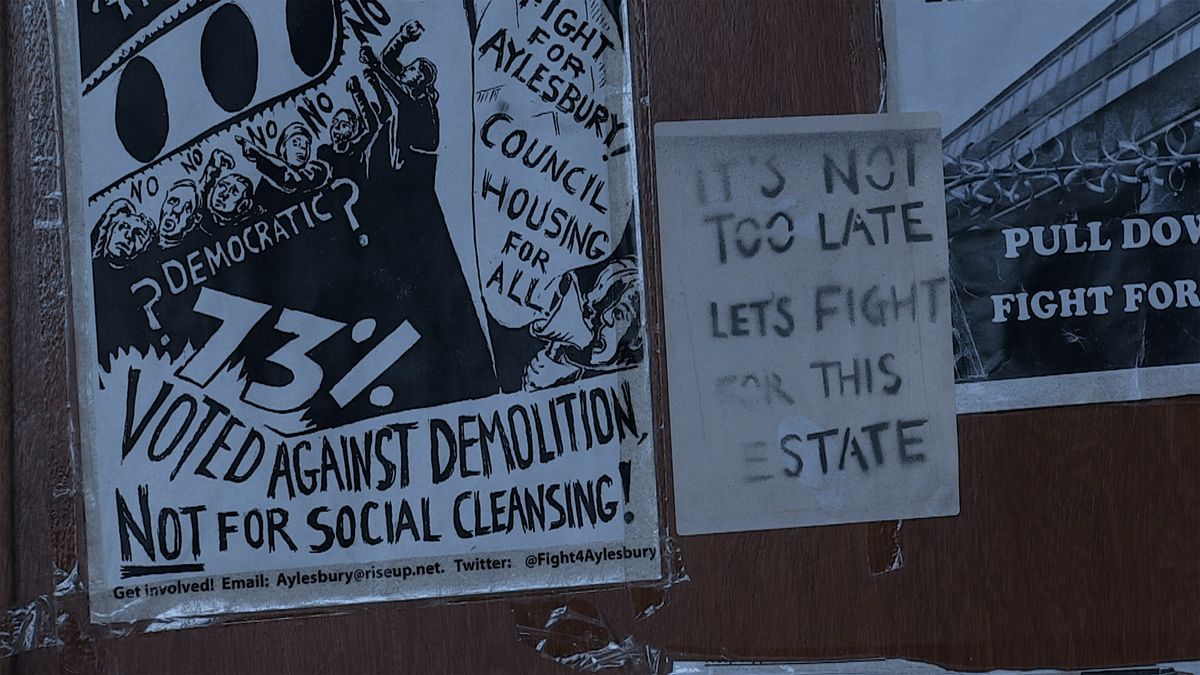 FIGHT
FOR
AYLESBURY!
COUNCIL
HOUSING
FOR
ALL!
NO
NO
NO
NO
NO
? DEMOCRATIC ?
73%
VOTED AGAINST DEMOLITION,
NOT FOR SOCIAL CLEANSING!
Get involved! Email: Aylesbury@riseup.net. Twitter: @Fight4Aylesbury
IT'S NOT
TOO LATE
LET'S FIGHT
FOR THIS
ESTATE
PULL DOW
FIGHT FOR